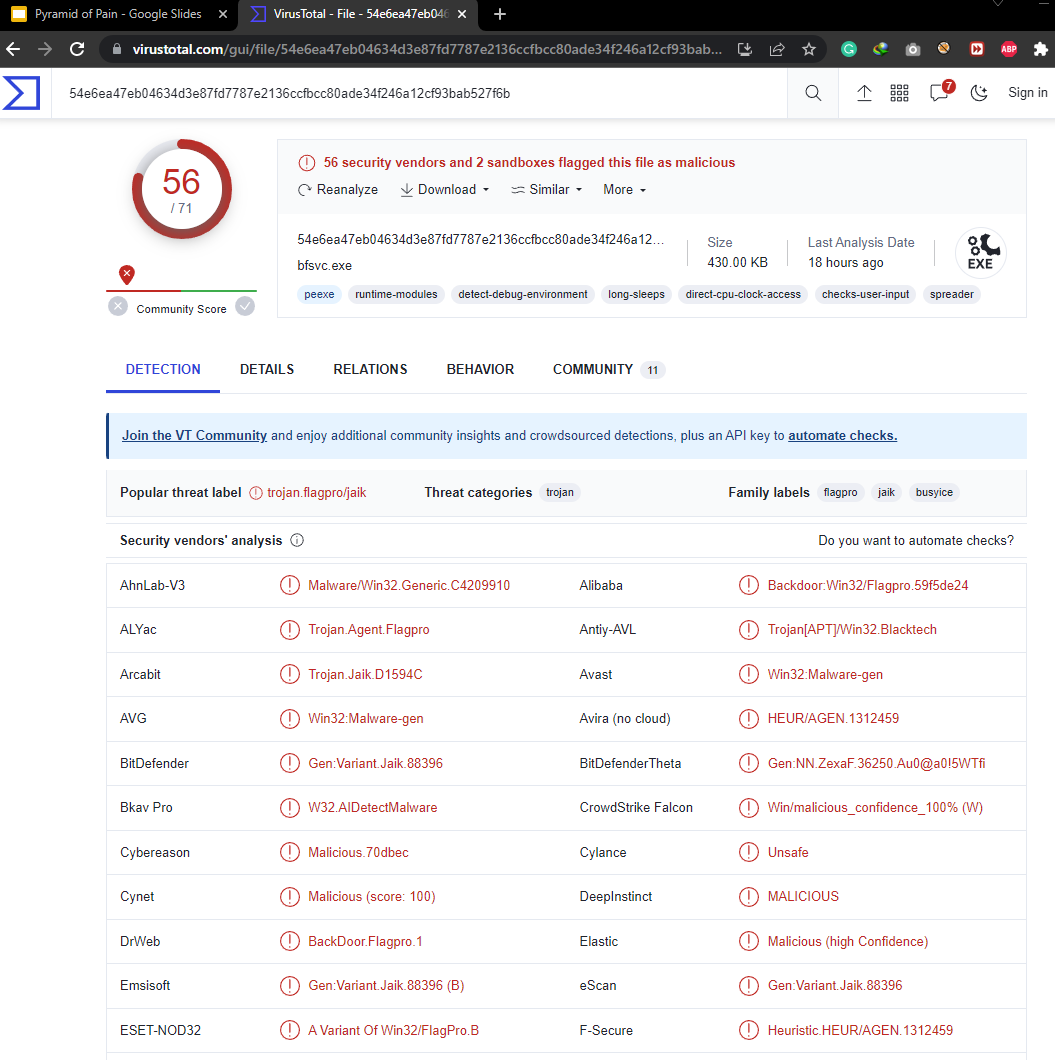 Pyramid of Pain - Google Slides
VirusTotal - File - 54e6ea47eb046
virustotal.com/gui/file/54e6ea47eb04634d3e87fd7787e2136ccfbcc80ade34f246a12cf93bab...
ABP
54e6ea47eb04634d3e87fd7787e2136ccfbcc80ade34f246a12cf93bab527f6b
7
Sign in
56
/ 71
Community Score
56 security vendors and 2 sandboxes flagged this file as malicious
Reanalyze Download Similar More
54e6ea47eb04634d3e87fd7787e2136ccfbcc80ade34f246a12...
bfsvc.exe
Size
430.00 KB
Last Analysis Date
18 hours ago
EXE
peexe runtime-modules detect-debug-environment long-sleeps direct-cpu-clock-access checks-user-input spreader
DETECTION DETAILS RELATIONS BEHAVIOR COMMUNITY 11
Join the VT Community and enjoy additional community insights and crowdsourced detections, plus an API key to automate checks.
Popular threat label trojan.flagpro/jaik Threat categories trojan Family labels flagpro jaik busyice
Security vendors' analysis Do you want to automate checks?
AhnLab-V3 Malware/Win32.Generic.C4209910 Alibaba Backdoor:Win32/Flagpro.59f5de24
ALYac Trojan.Agent.Flagpro Antiy-AVL Trojan[APT]/Win32.Blacktech
Arcabit Trojan.Jaik.D1594C Avast Win32:Malware-gen
AVG Win32:Malware-gen Avira (no cloud) HEUR/AGEN.1312459
BitDefender Gen:Variant.Jaik.88396 BitDefenderTheta Gen:NN.ZexaF.36250.Au0@a0!5WTfi
Bkav Pro W32.AIDetectMalware CrowdStrike Falcon Win/malicious_confidence_100% (W)
Cybereason Malicious.70dbec Cylance Unsafe
Cynet Malicious (score: 100) DeepInstinct MALICIOUS
DrWeb BackDoor.Flagpro.1 Elastic Malicious (high Confidence)
Emsisoft Gen:Variant.Jaik.88396 (B) eScan Gen:Variant.Jaik.88396
ESET-NOD32 A Variant Of Win32/FlagPro.B F-Secure Heuristic.HEUR/AGEN.1312459